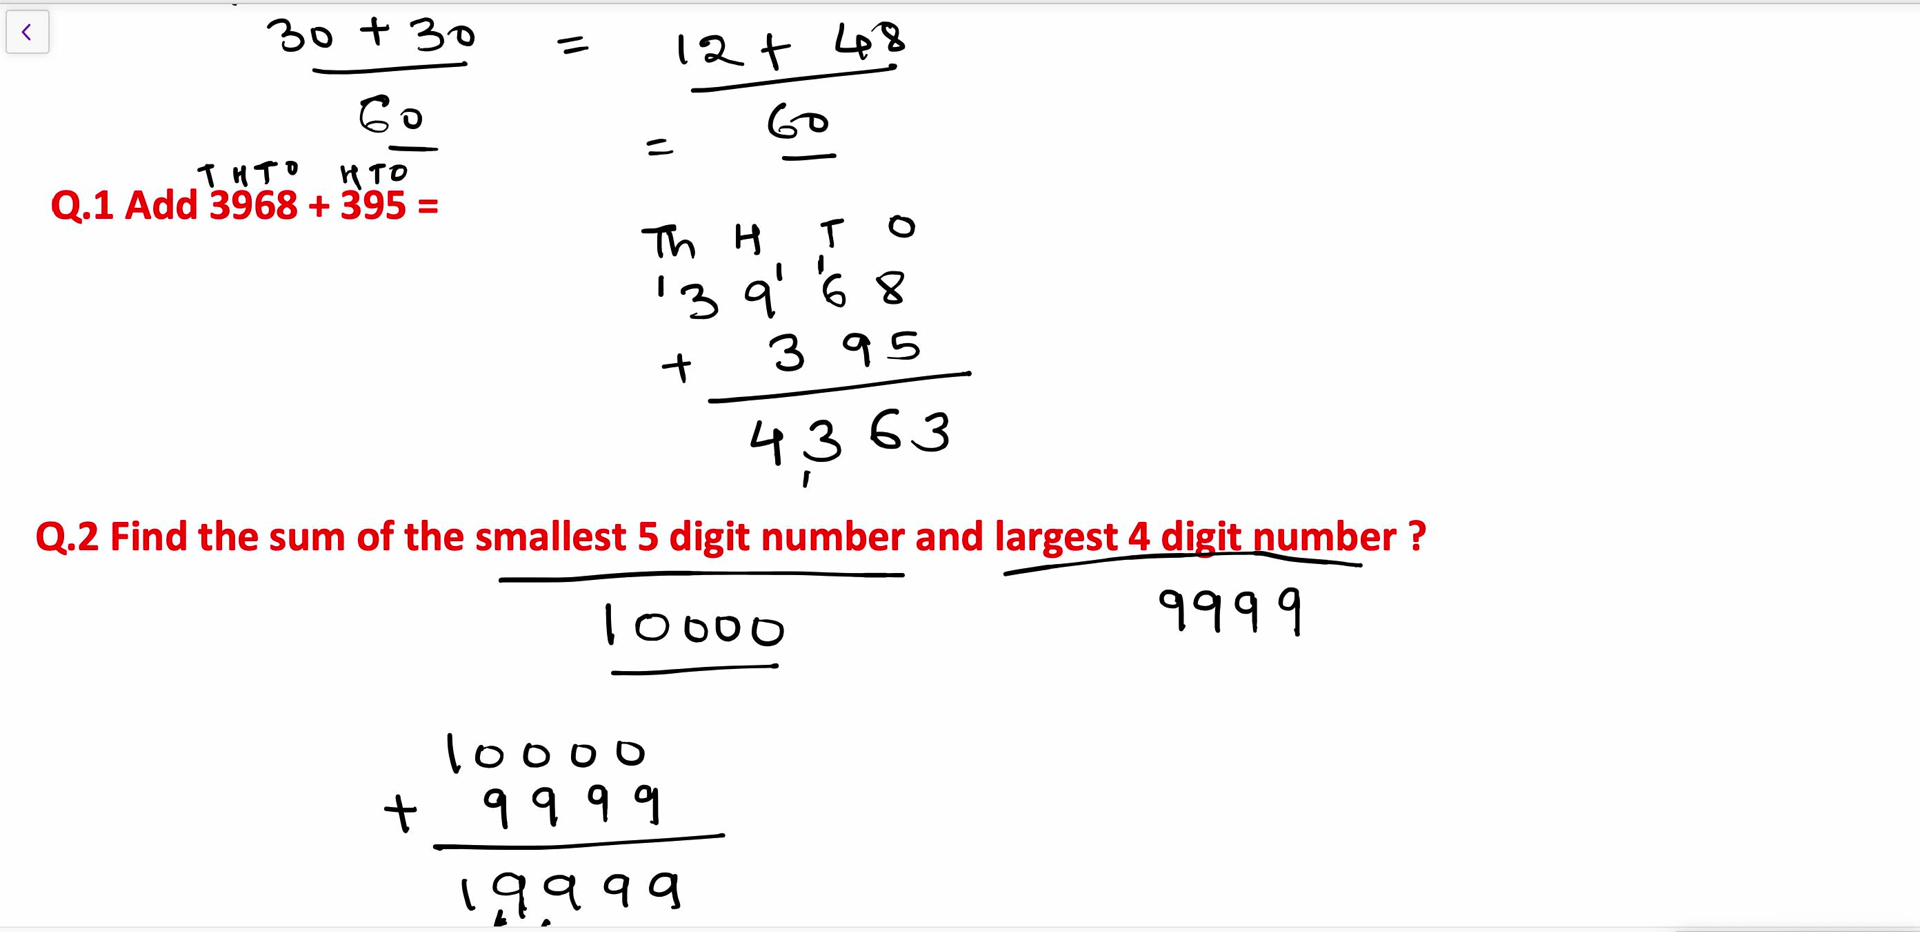 30 + 30 = 12 + 48
60 = 60
T H T O H T O
Q.1 Add 3968 + 395 =
Th H T O
1 1 1
3 9 6 8
+ 3 9 5
4,3 6 3
Q.2 Find the sum of the smallest 5 digit number and largest 4 digit number ?
10000 9999
10000
+ 9999
19999